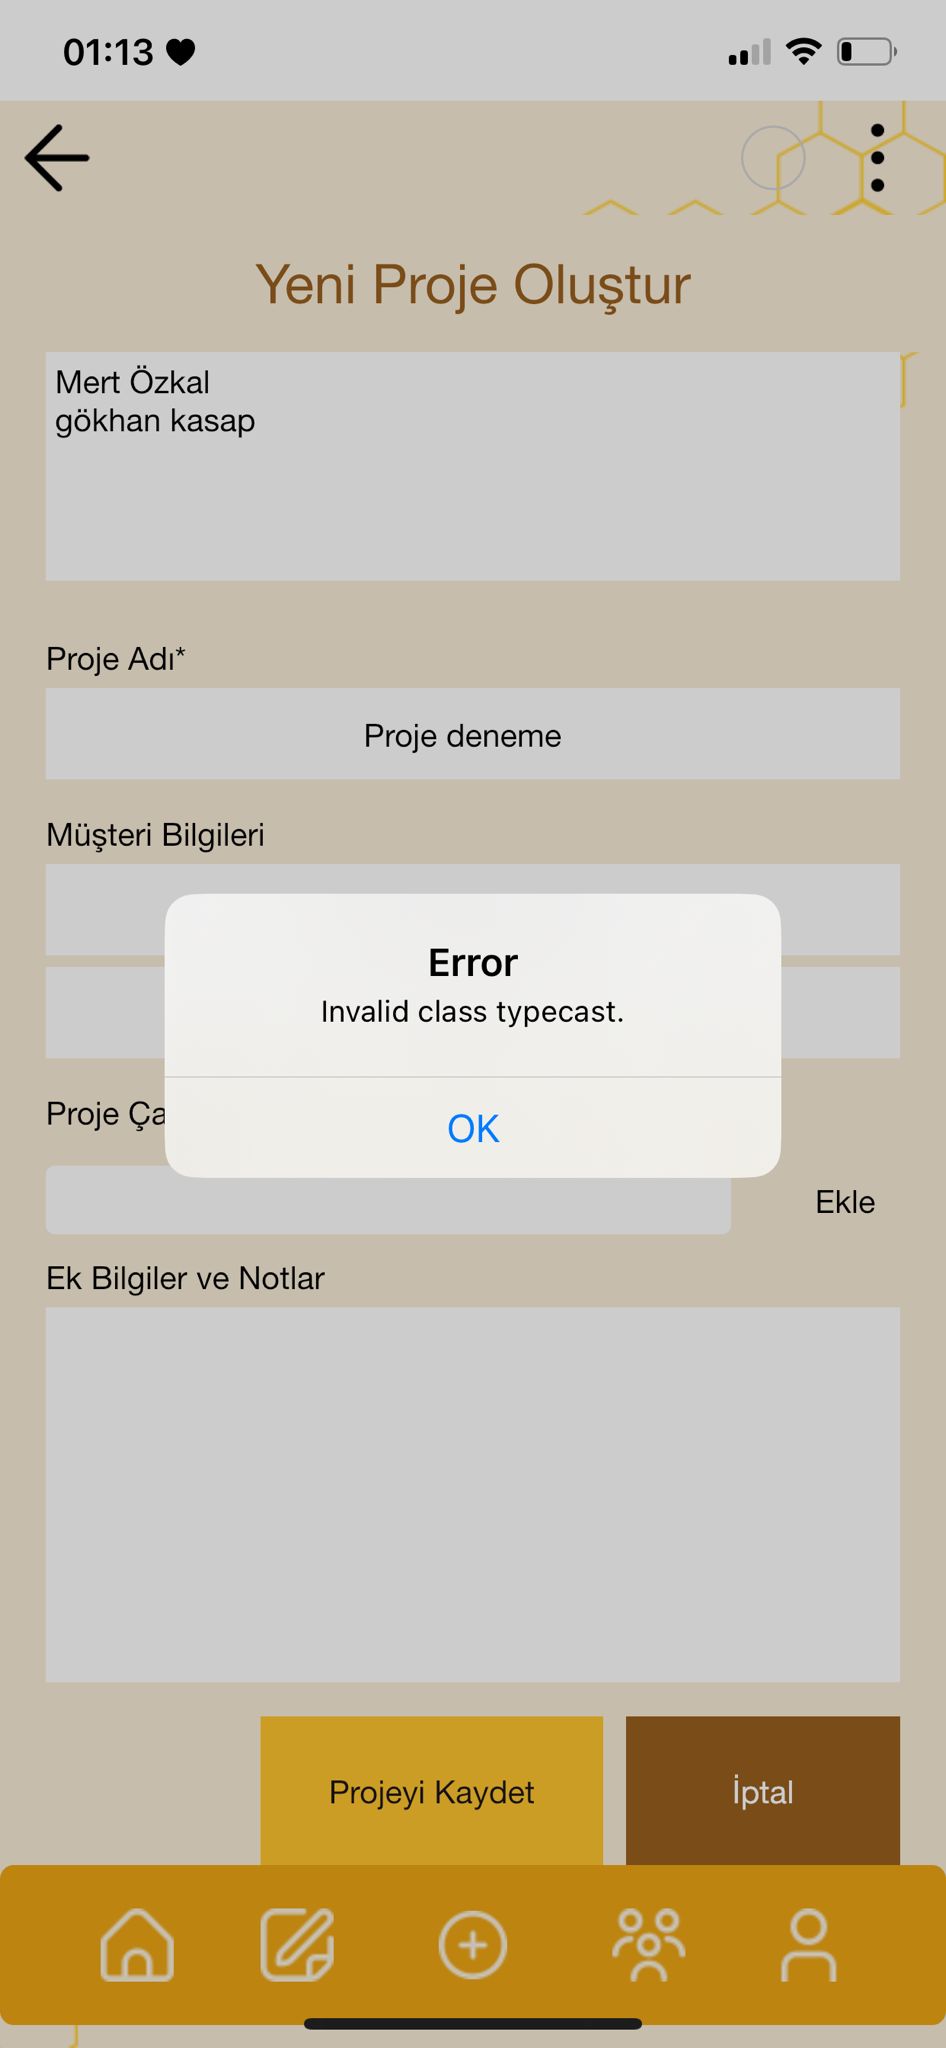 01:13
Yeni Proje Oluştur
Mert Özkal
gökhan kasap
Proje Adı*
Proje deneme
Müşteri Bilgileri
Error
Invalid class typecast.
OK
Proje
Ekle
Ek Bilgiler ve Notlar
Projeyi Kaydet
İptal